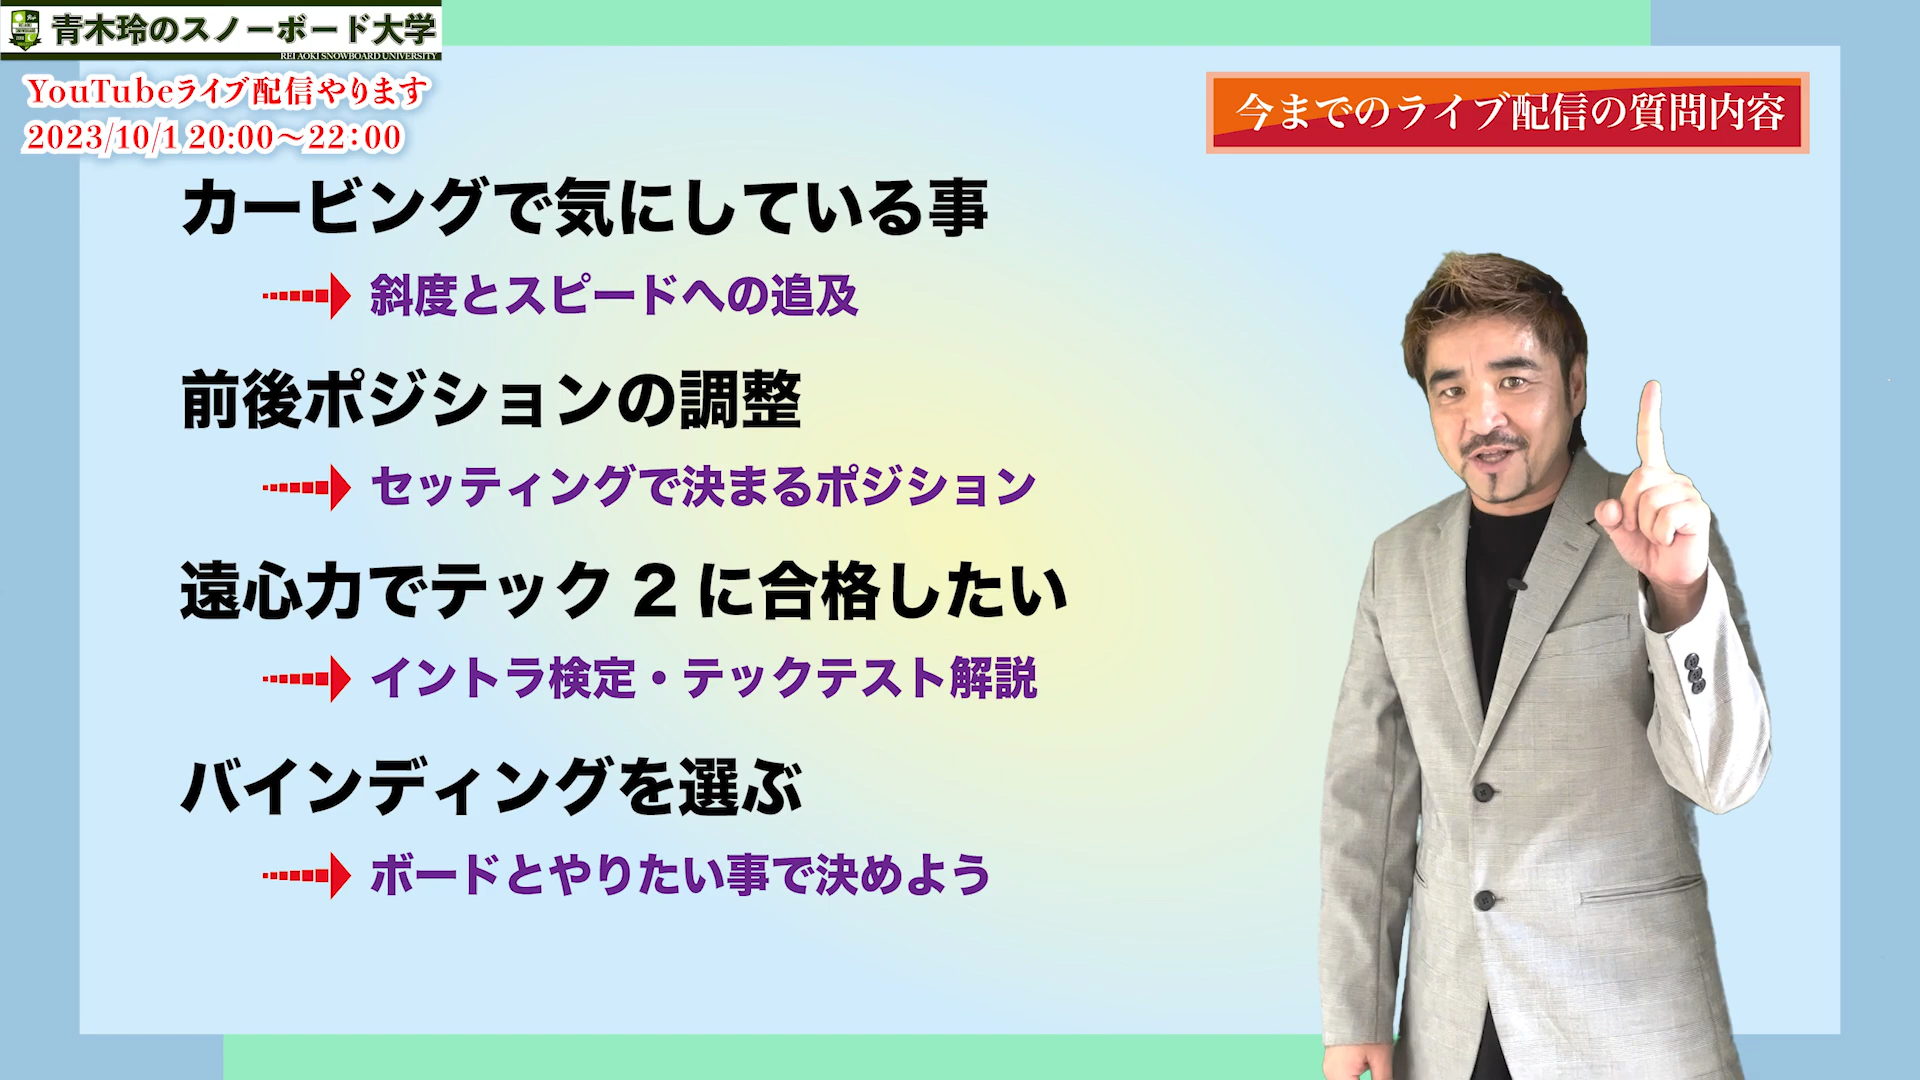 青木玲のスノーボード大学
REI AOKI SNOWBOARD UNIVERSITY
YouTubeライブ配信やります
2023/10/1 20:00～22:00
今までのライブ配信の質問内容
カービングで気にしている事
斜度とスピードへの追及
前後ポジションの調整
セッティングで決まるポジション
遠心力でテック２に合格したい
イントラ検定・テックテスト解説
バインディングを選ぶ
ボードとやりたい事で決めよう